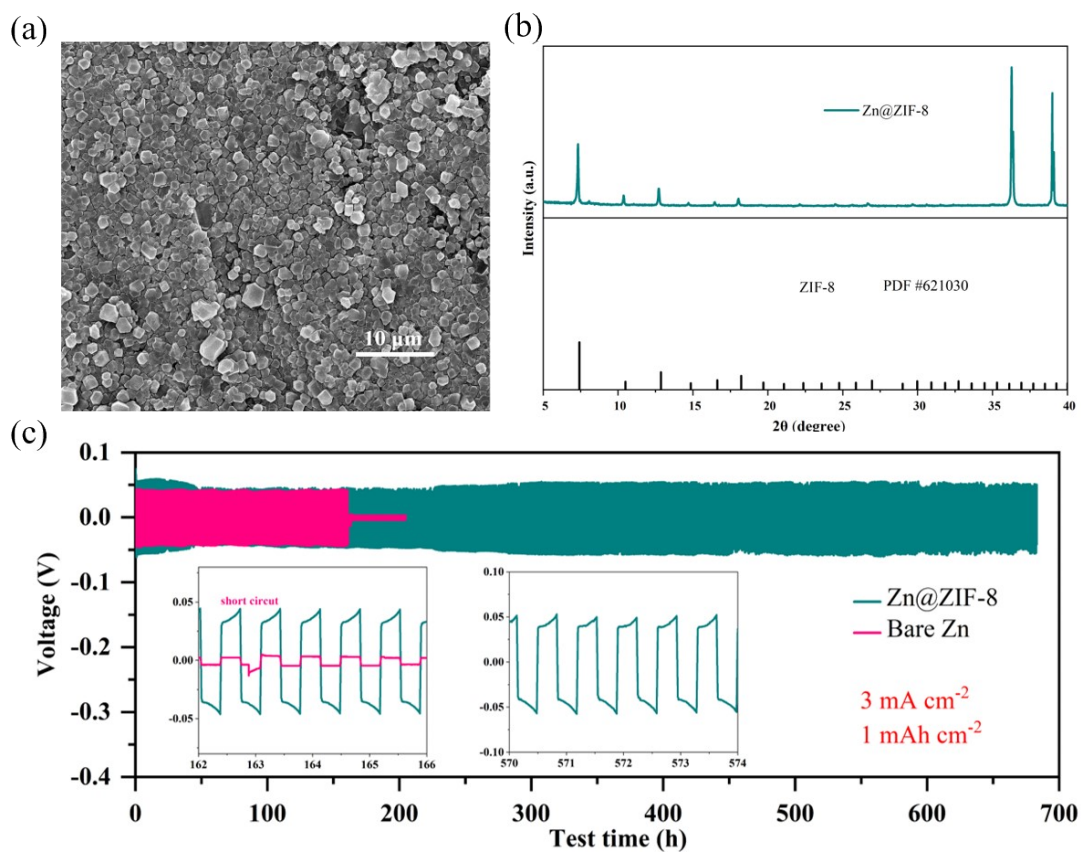 (a)
10 μm
(b)
Intensity (a.u.)
Zn@ZIF-8
ZIF-8 PDF #621030
5 10 15 20 25 30 35 40
2θ (degree)
(c)
Voltage (V)
0.1
0.0
-0.1
-0.2
-0.3
-0.4
0 100 200 300 400 500 600 700
Test time (h)
Zn@ZIF-8
Bare Zn
3 mA cm⁻²
1 mAh cm⁻²
short circut
0.05
0.00
-0.05
162 163 164 165 166
0.10
0.05
0.00
-0.05
-0.10
570 571 572 573 574